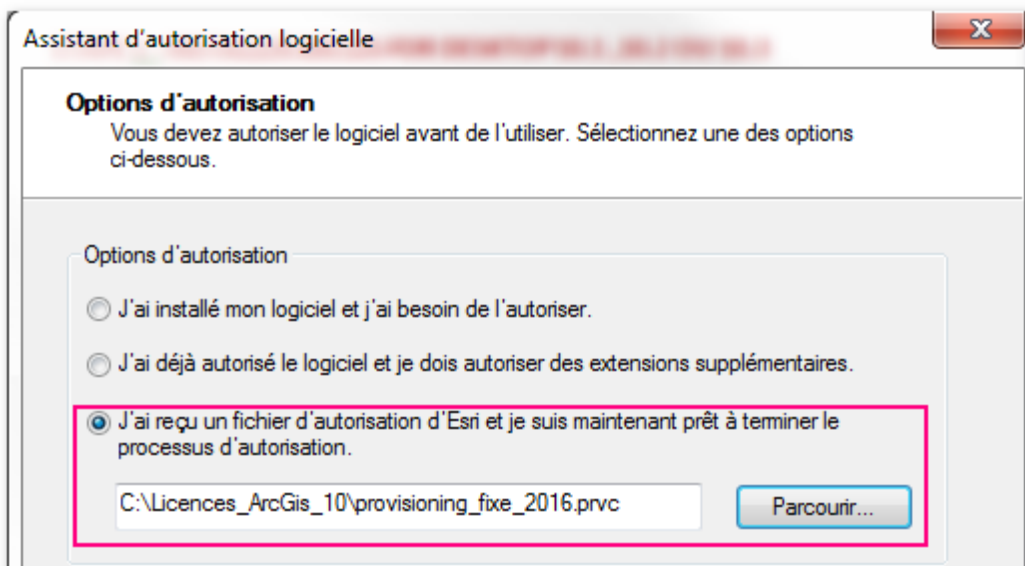 Assistant d'autorisation logicielle
Options d'autorisation
Vous devez autoriser le logiciel avant de l'utiliser. Sélectionnez une des options
ci-dessous.
Options d'autorisation
J'ai installé mon logiciel et j'ai besoin de l'autoriser.
J'ai déjà autorisé le logiciel et je dois autoriser des extensions supplémentaires.
J'ai reçu un fichier d'autorisation d'Esri et je suis maintenant prêt à terminer le
processus d'autorisation.
C:\Licences_ArcGis_10\provisioning_fixe_2016.prvc
Parcourir...